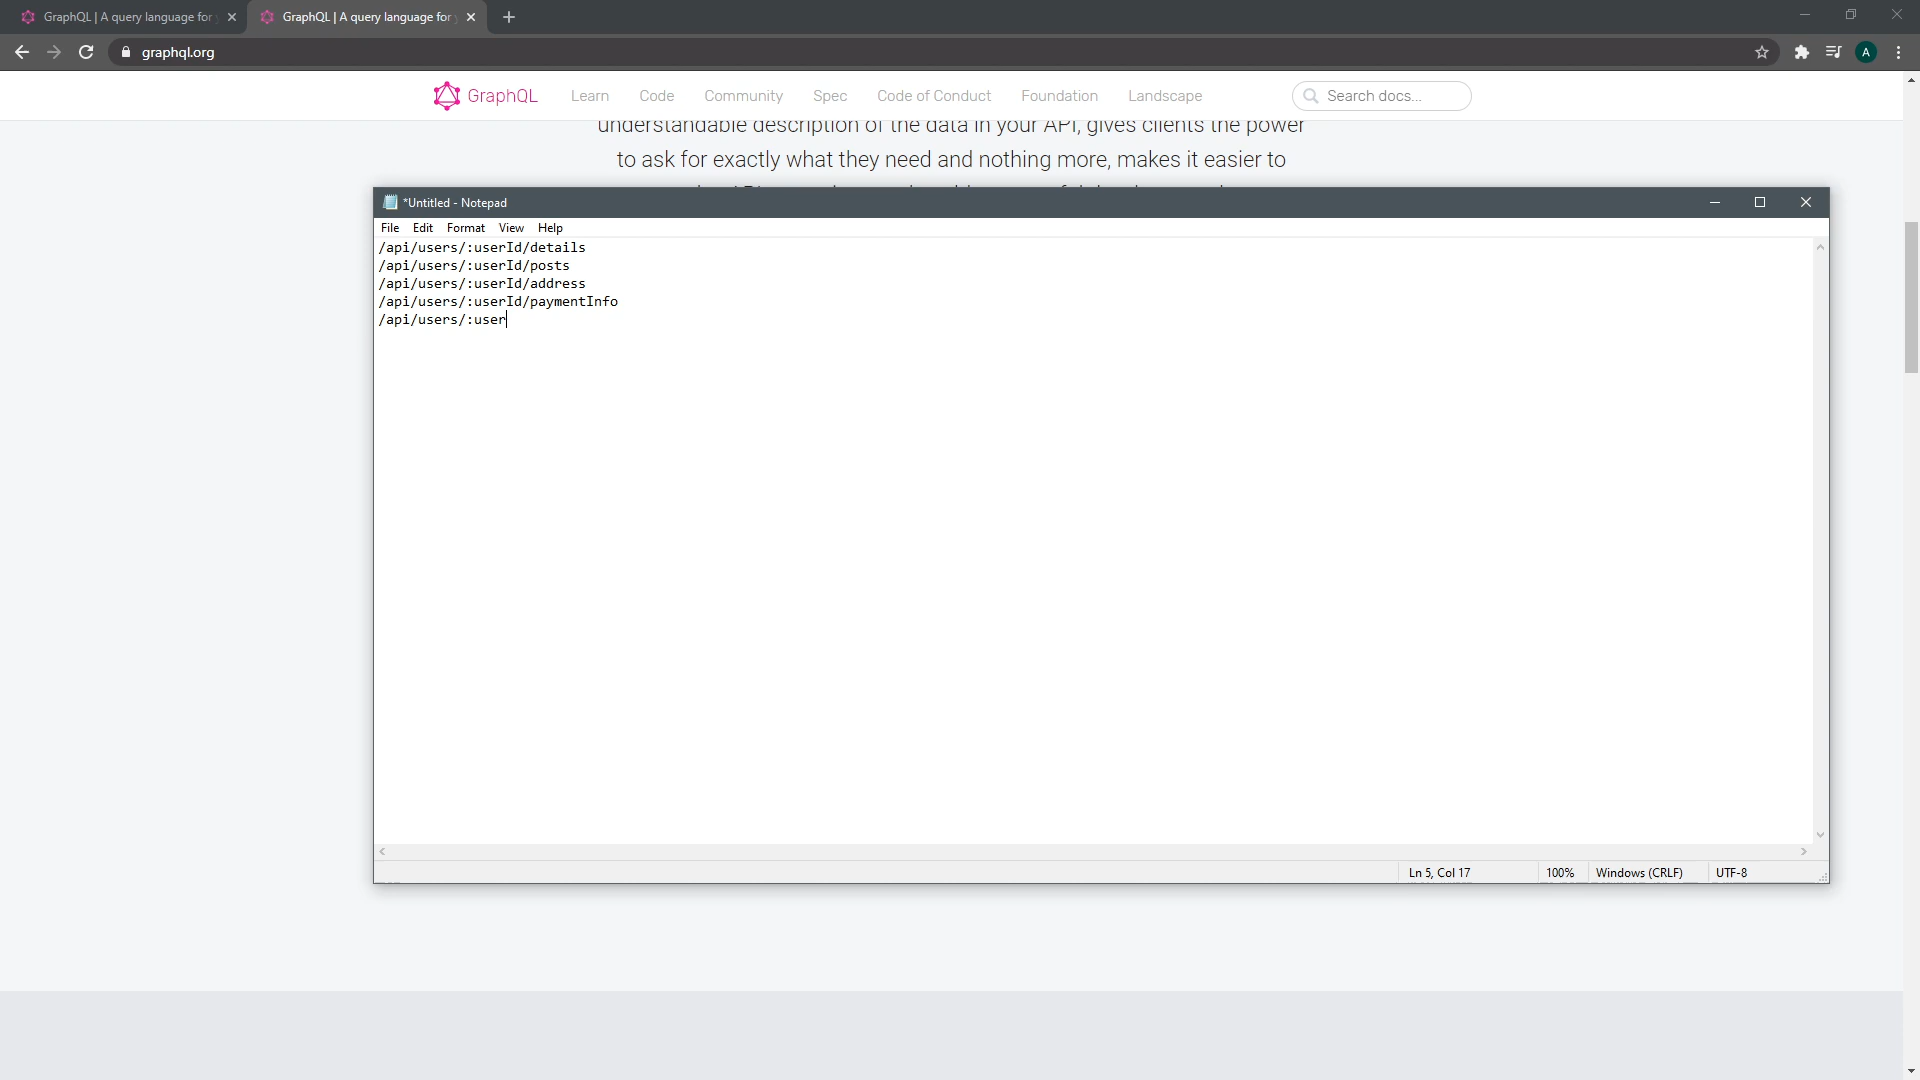 GraphQL | A query language for
GraphQL | A query language for
graphql.org
A
GraphQL
Learn
Code
Community
Spec
Code of Conduct
Foundation
Landscape
Search docs...
understandable description of the data in your API, gives clients the power
to ask for exactly what they need and nothing more, makes it easier to
*Untitled - Notepad
File
Edit
Format
View
Help
/api/users/:userId/details
/api/users/:userId/posts
/api/users/:userId/address
/api/users/:userId/paymentInfo
/api/users/:user
Ln 5, Col 17
100%
Windows (CRLF)
UTF-8